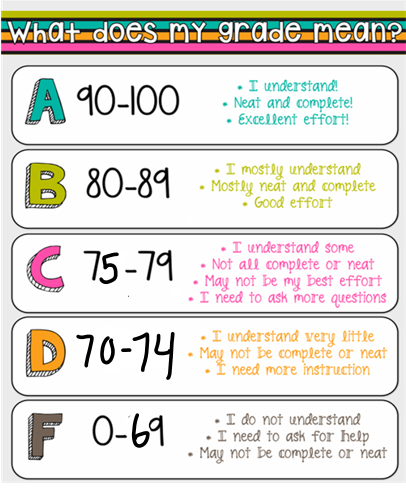 What does my grade mean?
A 90-100
• I understand!
• Neat and complete!
• Excellent effort!
B 80-89
• I mostly understand
• Mostly neat and complete
• Good effort
C 75-79
• I understand some
• Not all complete or neat
• May not be my best effort
• I need to ask more questions
D 70-74
• I understand very little
• May not be complete or neat
• I need more instruction
F 0-69
• I do not understand
• I need to ask for help
• May not be complete or neat